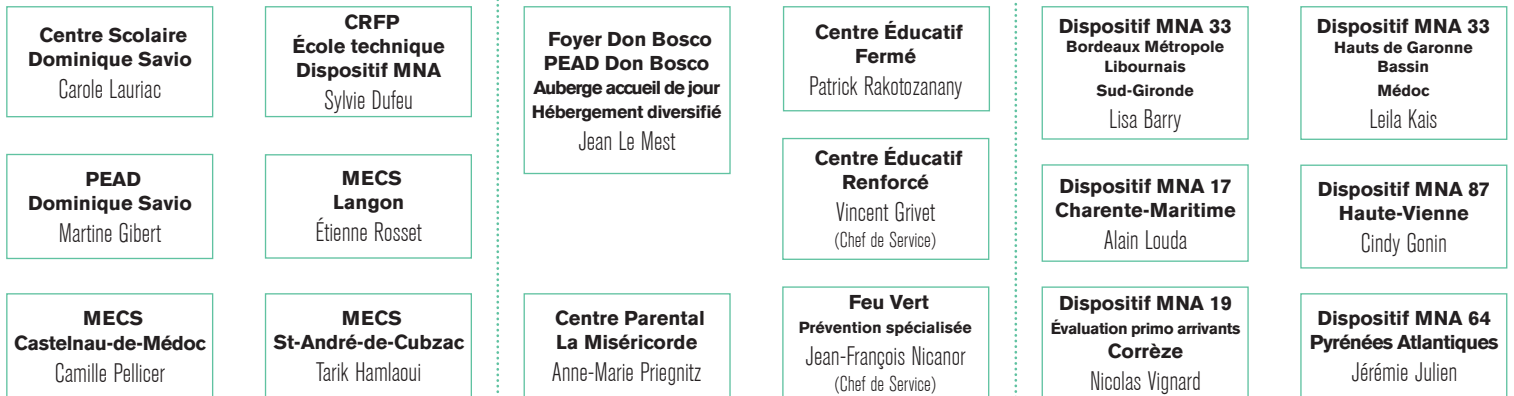 Centre Scolaire
Dominique Savio
Carole Lauriac
CRFP
École technique
Dispositif MNA
Sylvie Dufeu
Foyer Don Bosco
PEAD Don Bosco
Auberge accueil de jour
Hébergement diversifié
Jean Le Mest
Centre Éducatif
Fermé
Patrick Rakotozanany
Dispositif MNA 33
Bordeaux Métropole
Libournais
Sud-Gironde
Lisa Barry
Dispositif MNA 33
Hauts de Garonne
Bassin
Médoc
Leila Kais
PEAD
Dominique Savio
Martine Gibert
MECS
Langon
Étienne Rosset
Centre Éducatif
Renforcé
Vincent Grivet
(Chef de Service)
Dispositif MNA 17
Charente-Maritime
Alain Louda
Dispositif MNA 87
Haute-Vienne
Cindy Gonin
MECS
Castelnau-de-Médoc
Camille Pellicer
MECS
St-André-de-Cubzac
Tarik Hamlaoui
Centre Parental
La Miséricorde
Anne-Marie Priegnitz
Feu Vert
Prévention spécialisée
Jean-François Nicanor
(Chef de Service)
Dispositif MNA 19
Évaluation primo arrivants
Corrèze
Nicolas Vignard
Dispositif MNA 64
Pyrénées Atlantiques
Jérémie Julien